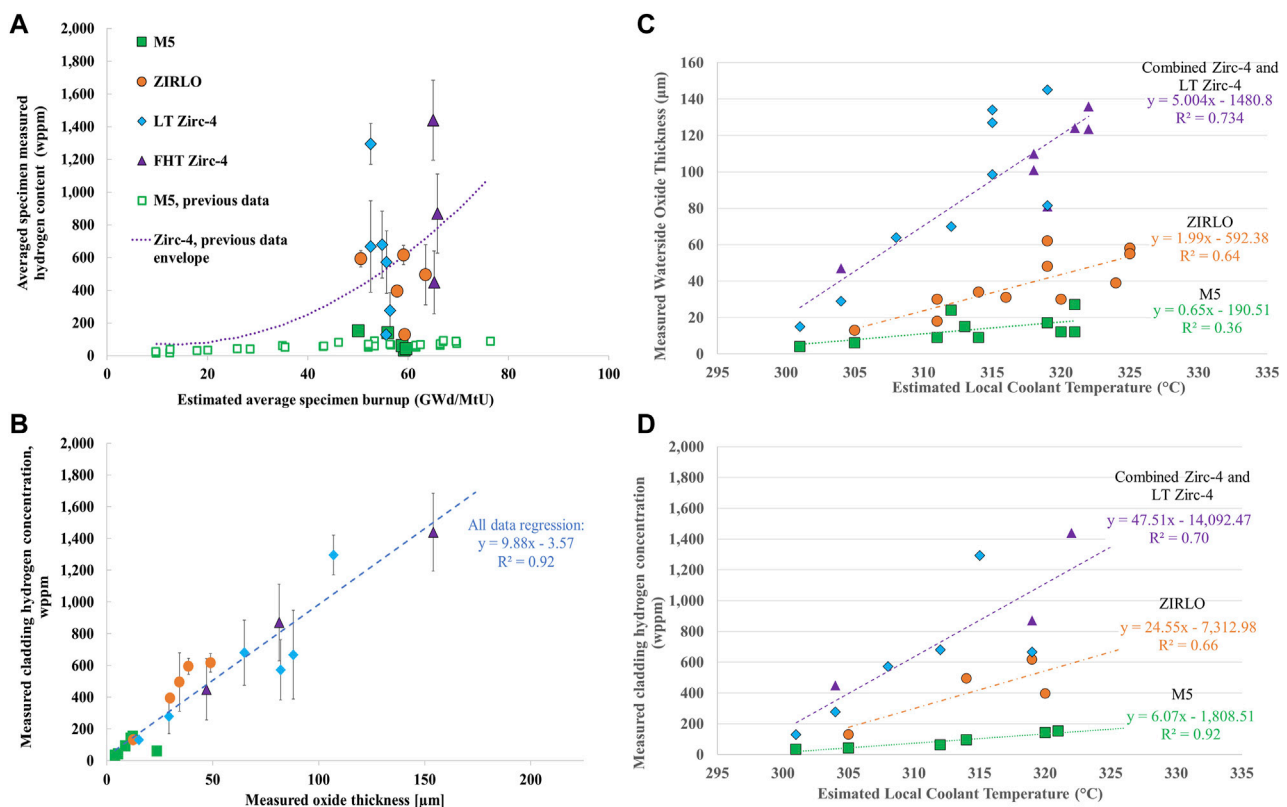 A
2,000
1,800
1,600
1,400
1,200
1,000
800
600
400
200
0
Averaged specimen measured
hydrogen content (wppm)
M5
ZIRLO
LT Zirc-4
FHT Zirc-4
M5, previous data
Zirc-4, previous data
envelope
0 20 40 60 80 100
Estimated average specimen burnup (GWd/MtU)
C
160
140
120
100
80
60
40
20
0
Measured Waterside Oxide Thickness (µm)
Combined Zirc-4 and
LT Zirc-4
y = 5.004x - 1480.8
R² = 0.734
ZIRLO
y = 1.99x - 592.38
R² = 0.64
M5
y = 0.65x - 190.51
R² = 0.36
295 300 305 310 315 320 325 330 335
Estimated Local Coolant Temperature (°C)
B
2,000
1,800
1,600
1,400
1,200
1,000
800
600
400
200
0
Measured cladding hydrogen concentration,
wppm
All data regression:
y = 9.88x - 3.57
R² = 0.92
0 50 100 150 200
Measured oxide thickness [µm]
D
2,000
1,800
1,600
1,400
1,200
1,000
800
600
400
200
0
Measured cladding hydrogen concentration
(wppm)
Combined Zirc-4 and
LT Zirc-4
y = 47.51x - 14,092.47
R² = 0.70
ZIRLO
y = 24.55x - 7,312.98
R² = 0.66
M5
y = 6.07x - 1,808.51
R² = 0.92
295 300 305 310 315 320 325 330 335
Esimated Local Coolant Temperature (°C)